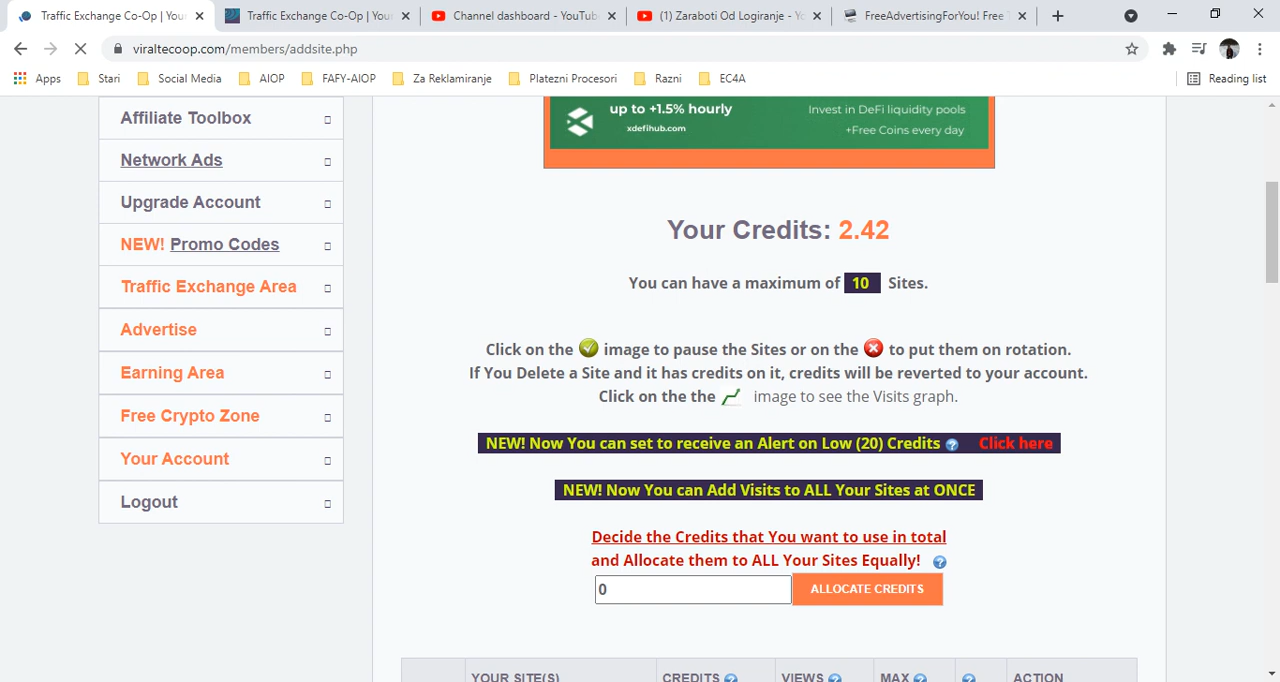 Traffic Exchange Co-Op | Your
Traffic Exchange Co-Op | Your
Channel dashboard - YouTub
(1) Zaraboti Od Logiranje - Yo
FreeAdvertisingForYou! Free T
viraltecoop.com/members/addsite.php
Apps
Stari
Social Media
AIOP
FAFY-AIOP
Za Reklamiranje
Platezni Procesori
Razni
EC4A
Reading list
Affiliate Toolbox
Network Ads
Upgrade Account
NEW! Promo Codes
Traffic Exchange Area
Advertise
Earning Area
Free Crypto Zone
Your Account
Logout
up to +1.5% hourly
xdefihub.com
Invest in DeFi liquidity pools
+Free Coins every day
Your Credits: 2.42
You can have a maximum of 10 Sites.
Click on the image to pause the Sites or on the to put them on rotation.
If You Delete a Site and it has credits on it, credits will be reverted to your account.
Click on the the image to see the Visits graph.
NEW! Now You can set to receive an Alert on Low (20) Credits ? Click here
NEW! Now You can Add Visits to ALL Your Sites at ONCE
Decide the Credits that You want to use in total
and Allocate them to ALL Your Sites Equally! ?
0
ALLOCATE CREDITS
YOUR SITE(S) CREDITS ? VIEWS ? MAX ? ? ACTION